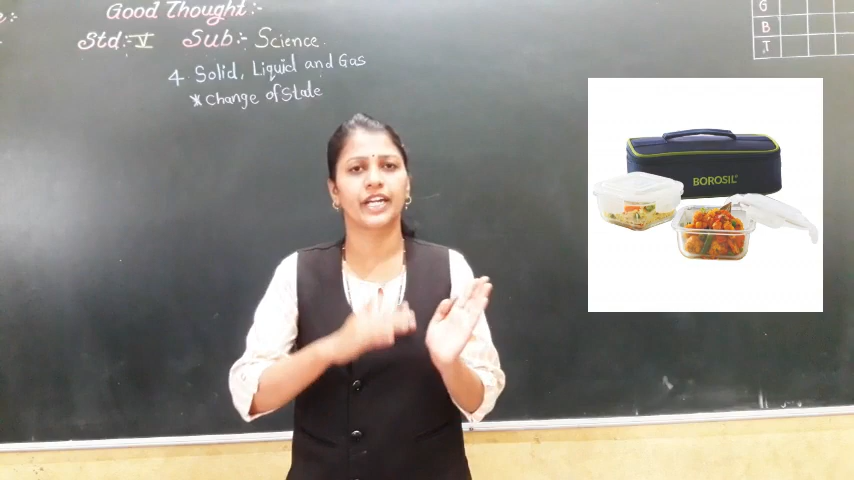 e:-
Good Thought:-
Std:- V Sub:- Science.
4 Solid, Liquid and Gas
* Change of State
G
B
T
BOROSIL